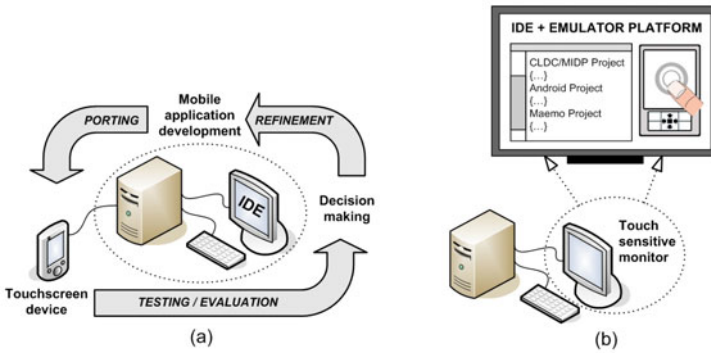 Mobile
application
development
PORTING
REFINEMENT
IDE
Decision
making
Touchscreen
device
TESTING / EVALUATION
(a)
IDE + EMULATOR PLATFORM
CLDC/MIDP Project
{...}
Android Project
{...}
Maemo Project
{...}
Touch
sensitive
monitor
(b)